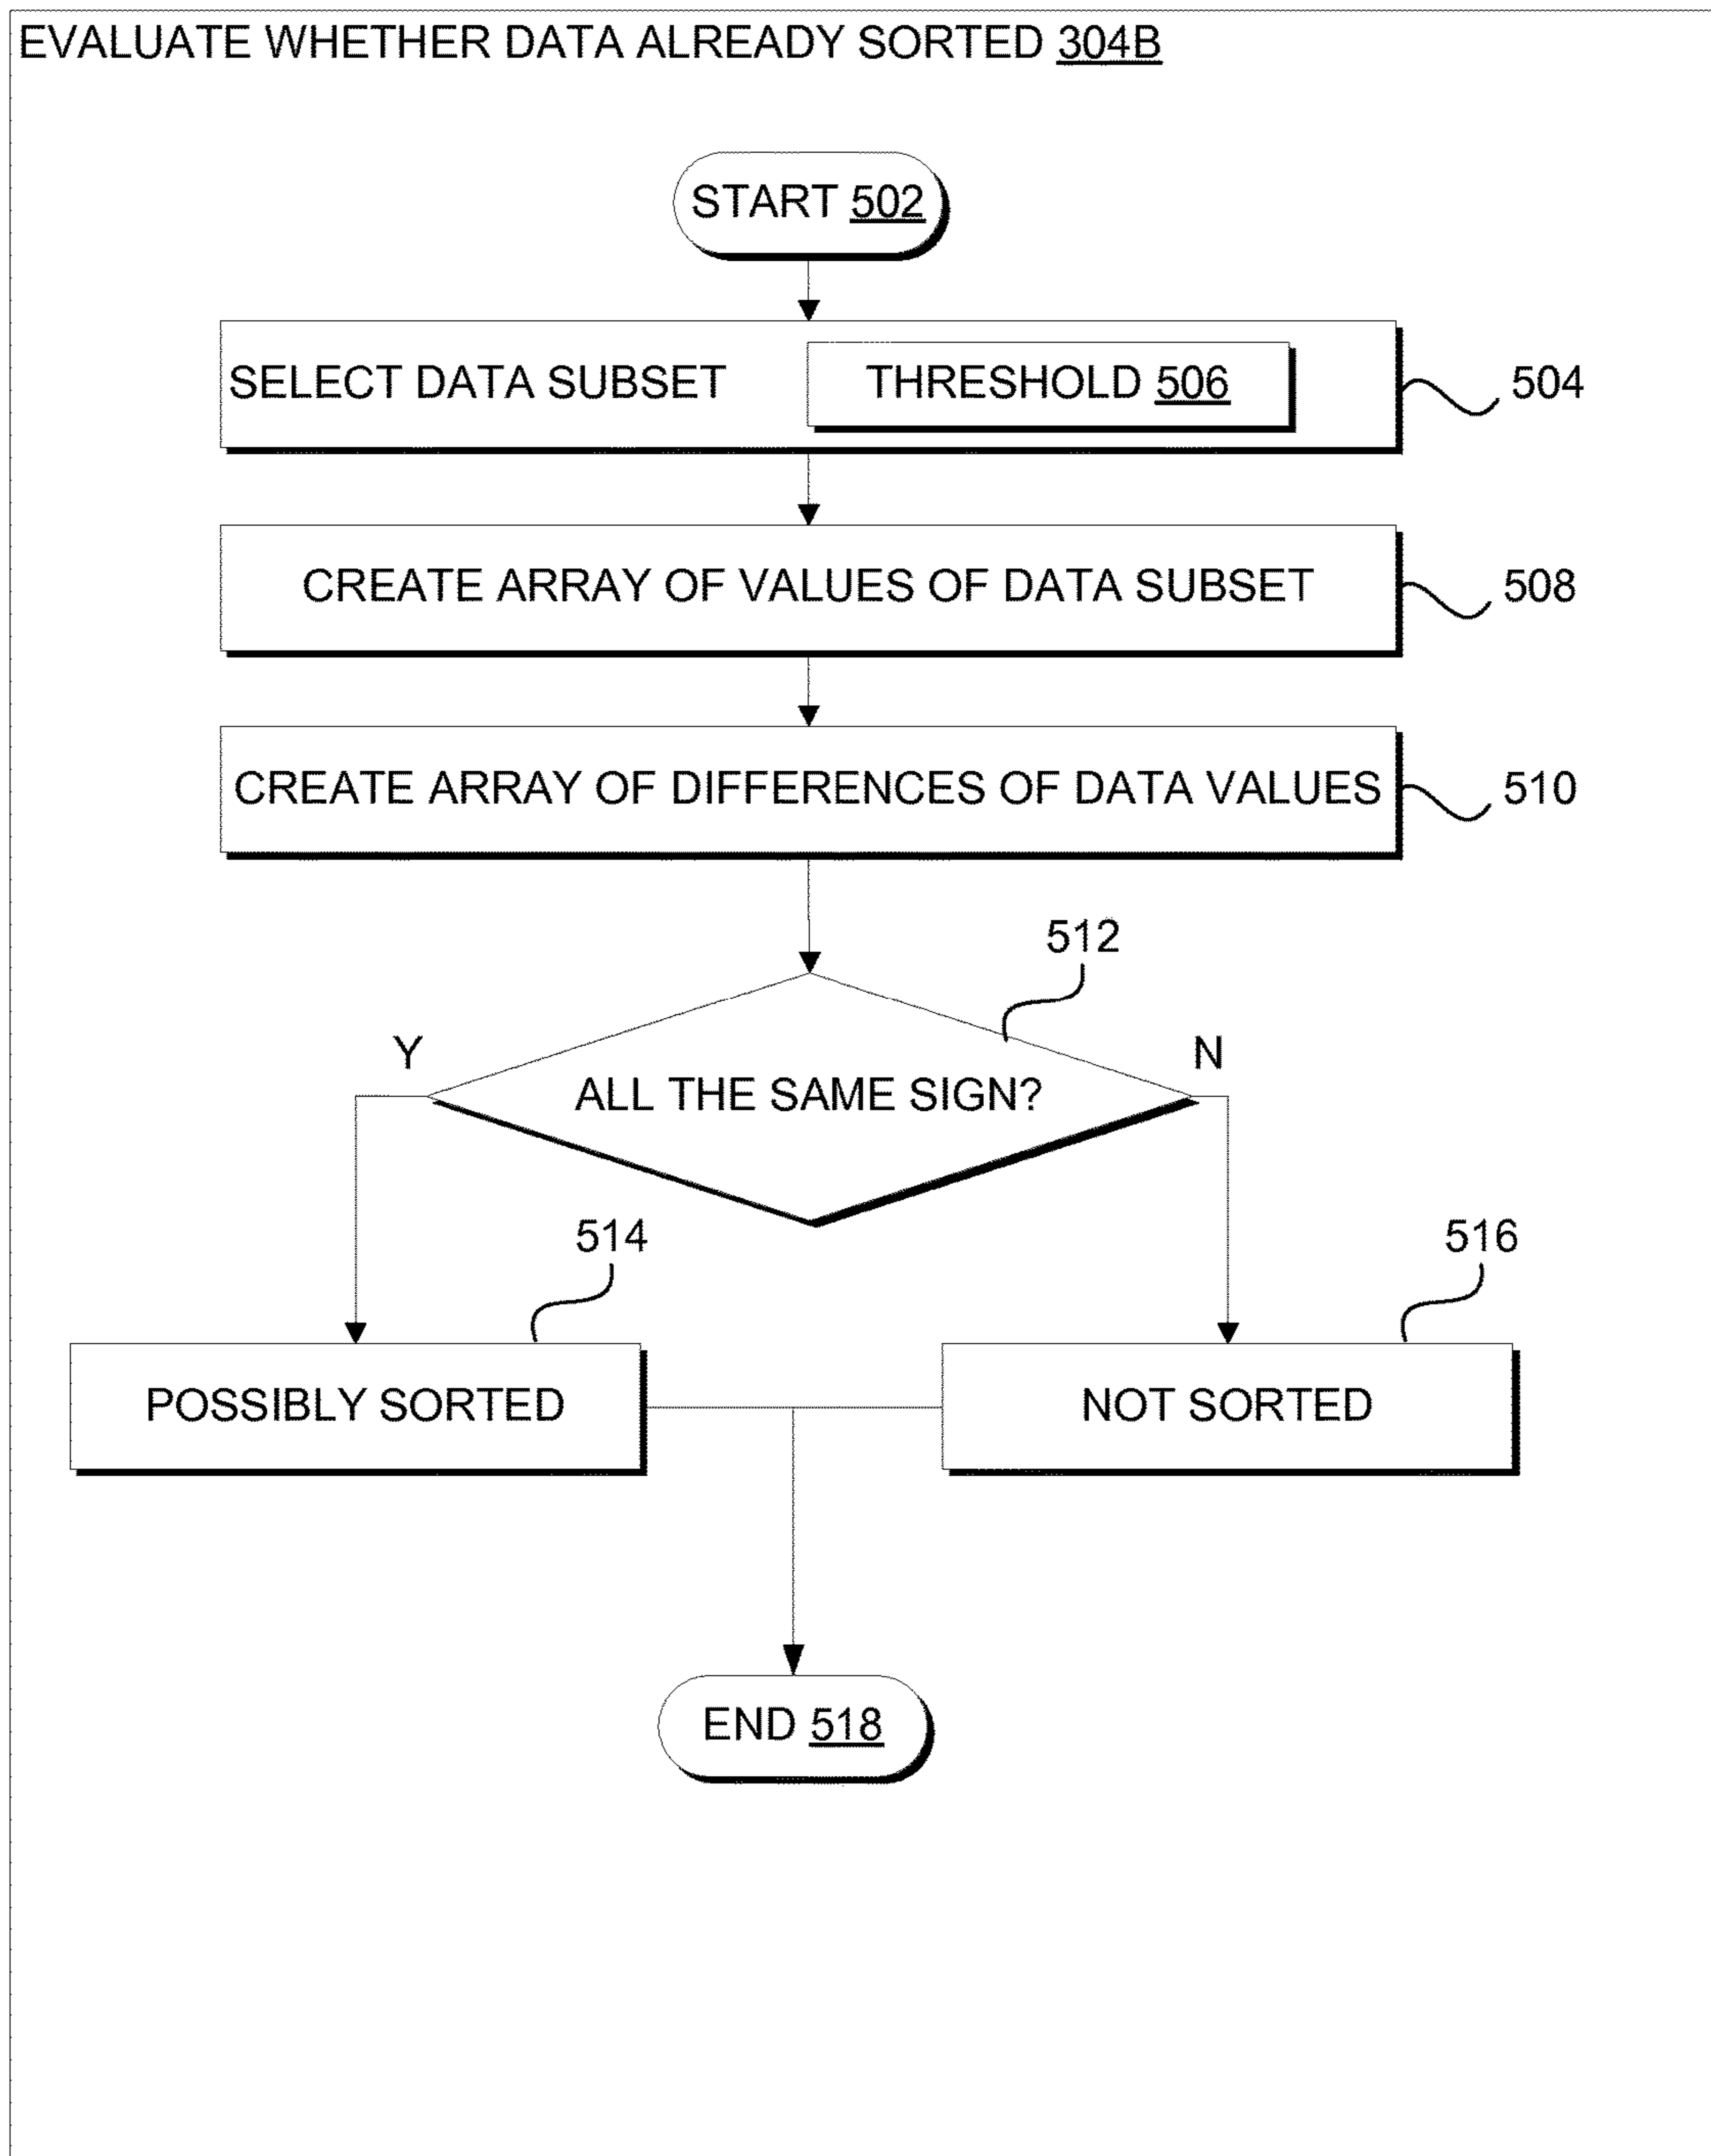 EVALUATE WHETHER DATA ALREADY SORTED 304B
START 502
SELECT DATA SUBSET
THRESHOLD 506
504
CREATE ARRAY OF VALUES OF DATA SUBSET
508
CREATE ARRAY OF DIFFERENCES OF DATA VALUES
510
512
Y
N
ALL THE SAME SIGN?
514
516
POSSIBLY SORTED
NOT SORTED
END 518